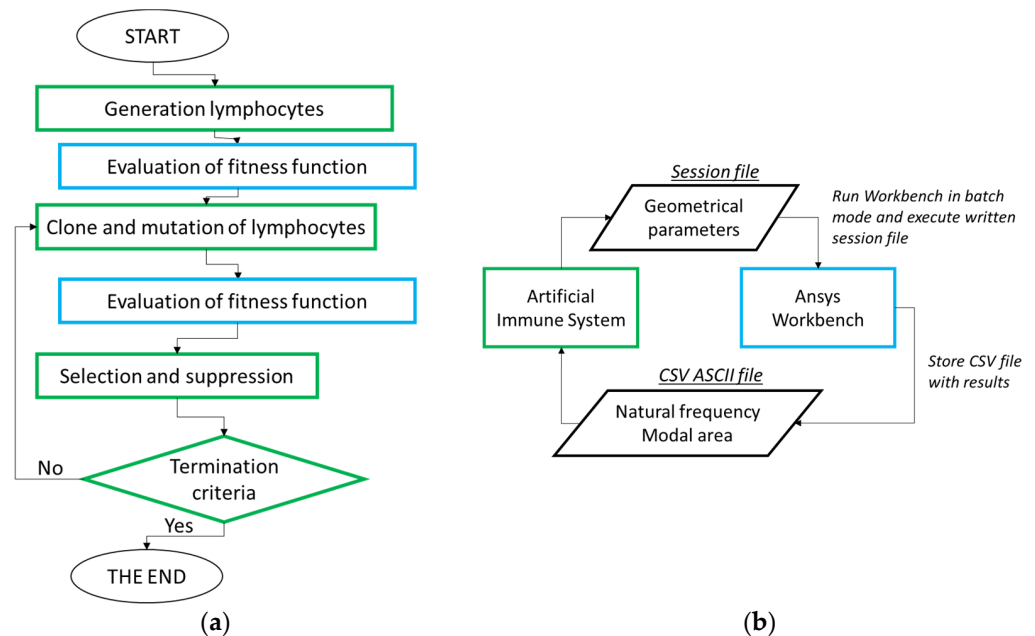 START
Generation lymphocytes
Evaluation of fitness function
Clone and mutation of lymphocytes
Evaluation of fitness function
Selection and suppression
Termination
criteria
No
Yes
THE END
(a)
Session file
Geometrical
parameters
Run Workbench in batch
mode and execute written
session file
Artificial
Immune System
Ansys
Workbench
Store CSV file
with results
CSV ASCII file
Natural frequency
Modal area
(b)